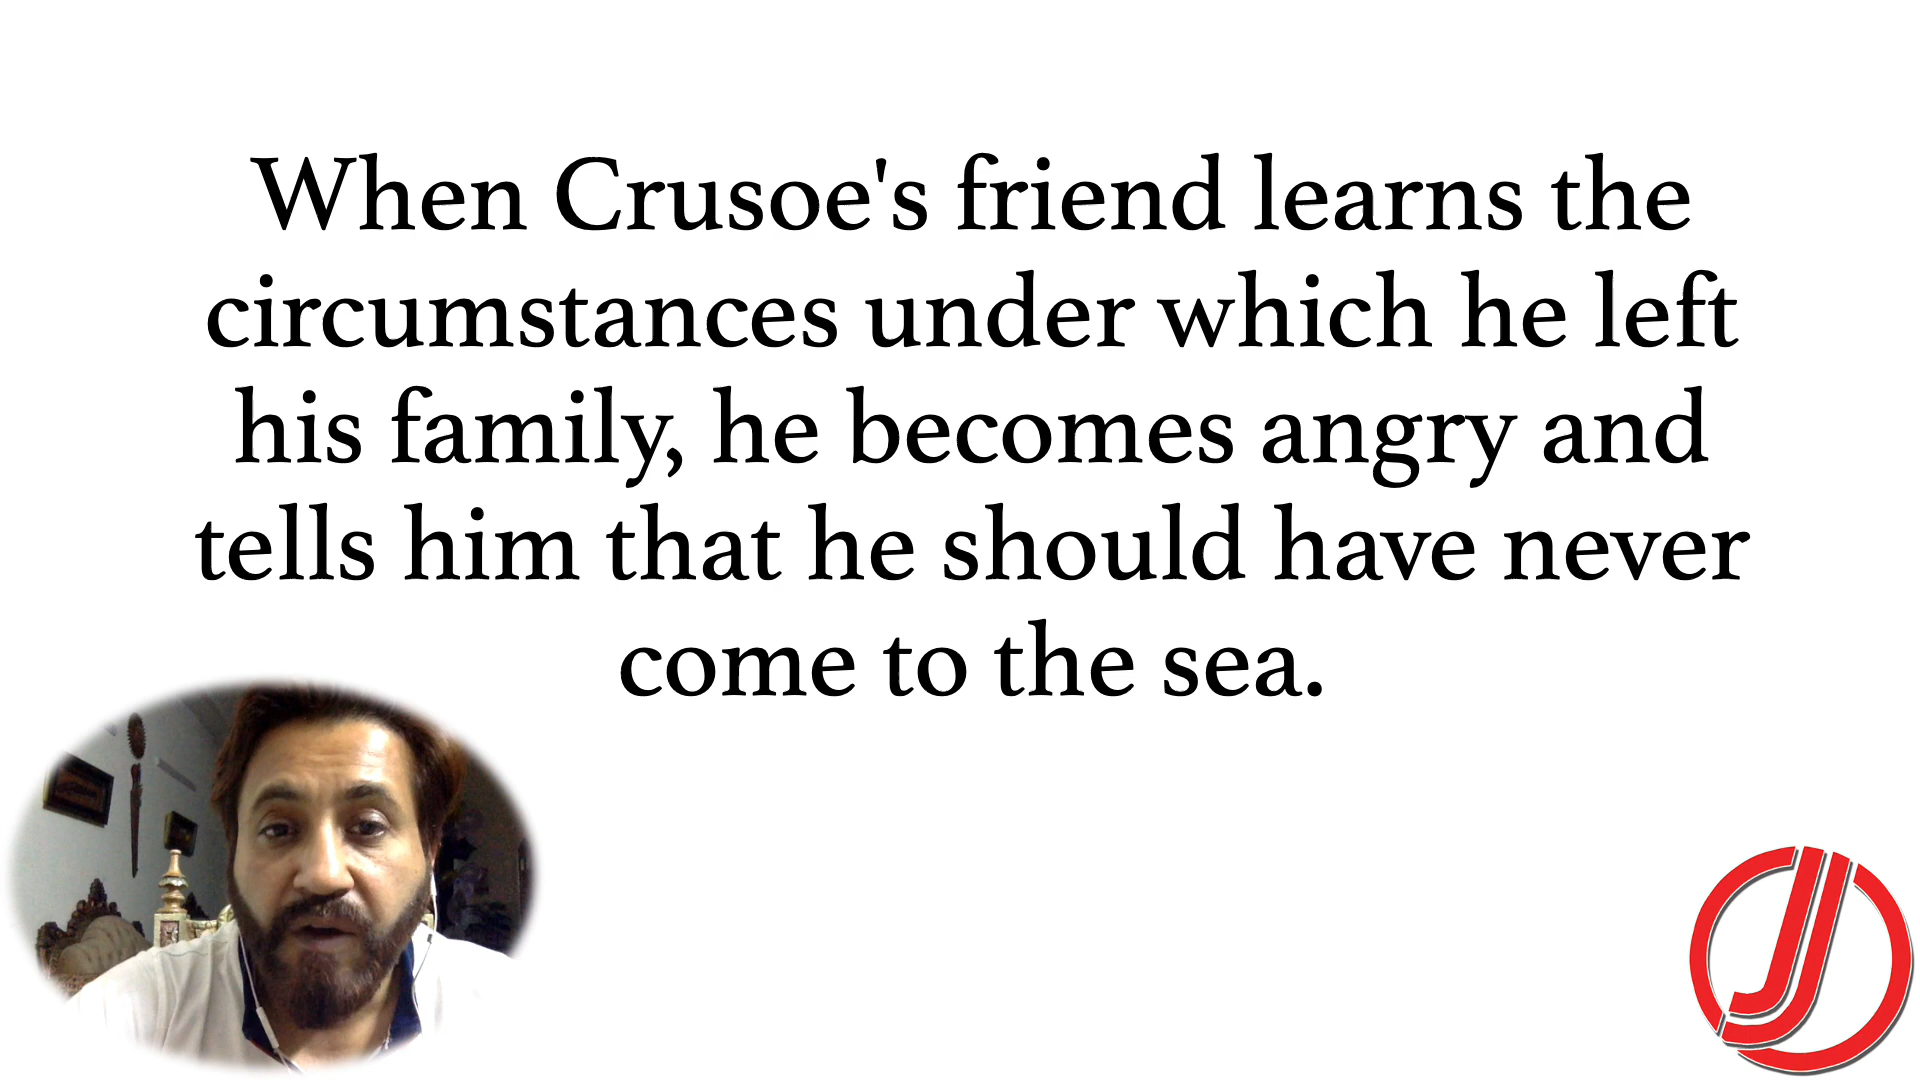 When Crusoe's friend learns the
circumstances under which he left
his family, he becomes angry and
tells him that he should have never
come to the sea.